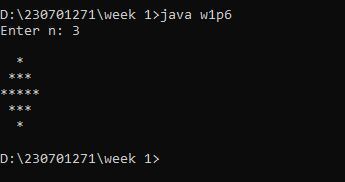 D:\230701271\week 1>java w1p6
Enter n: 3

  *
 ***
*****
 ***
  *

D:\230701271\week 1>